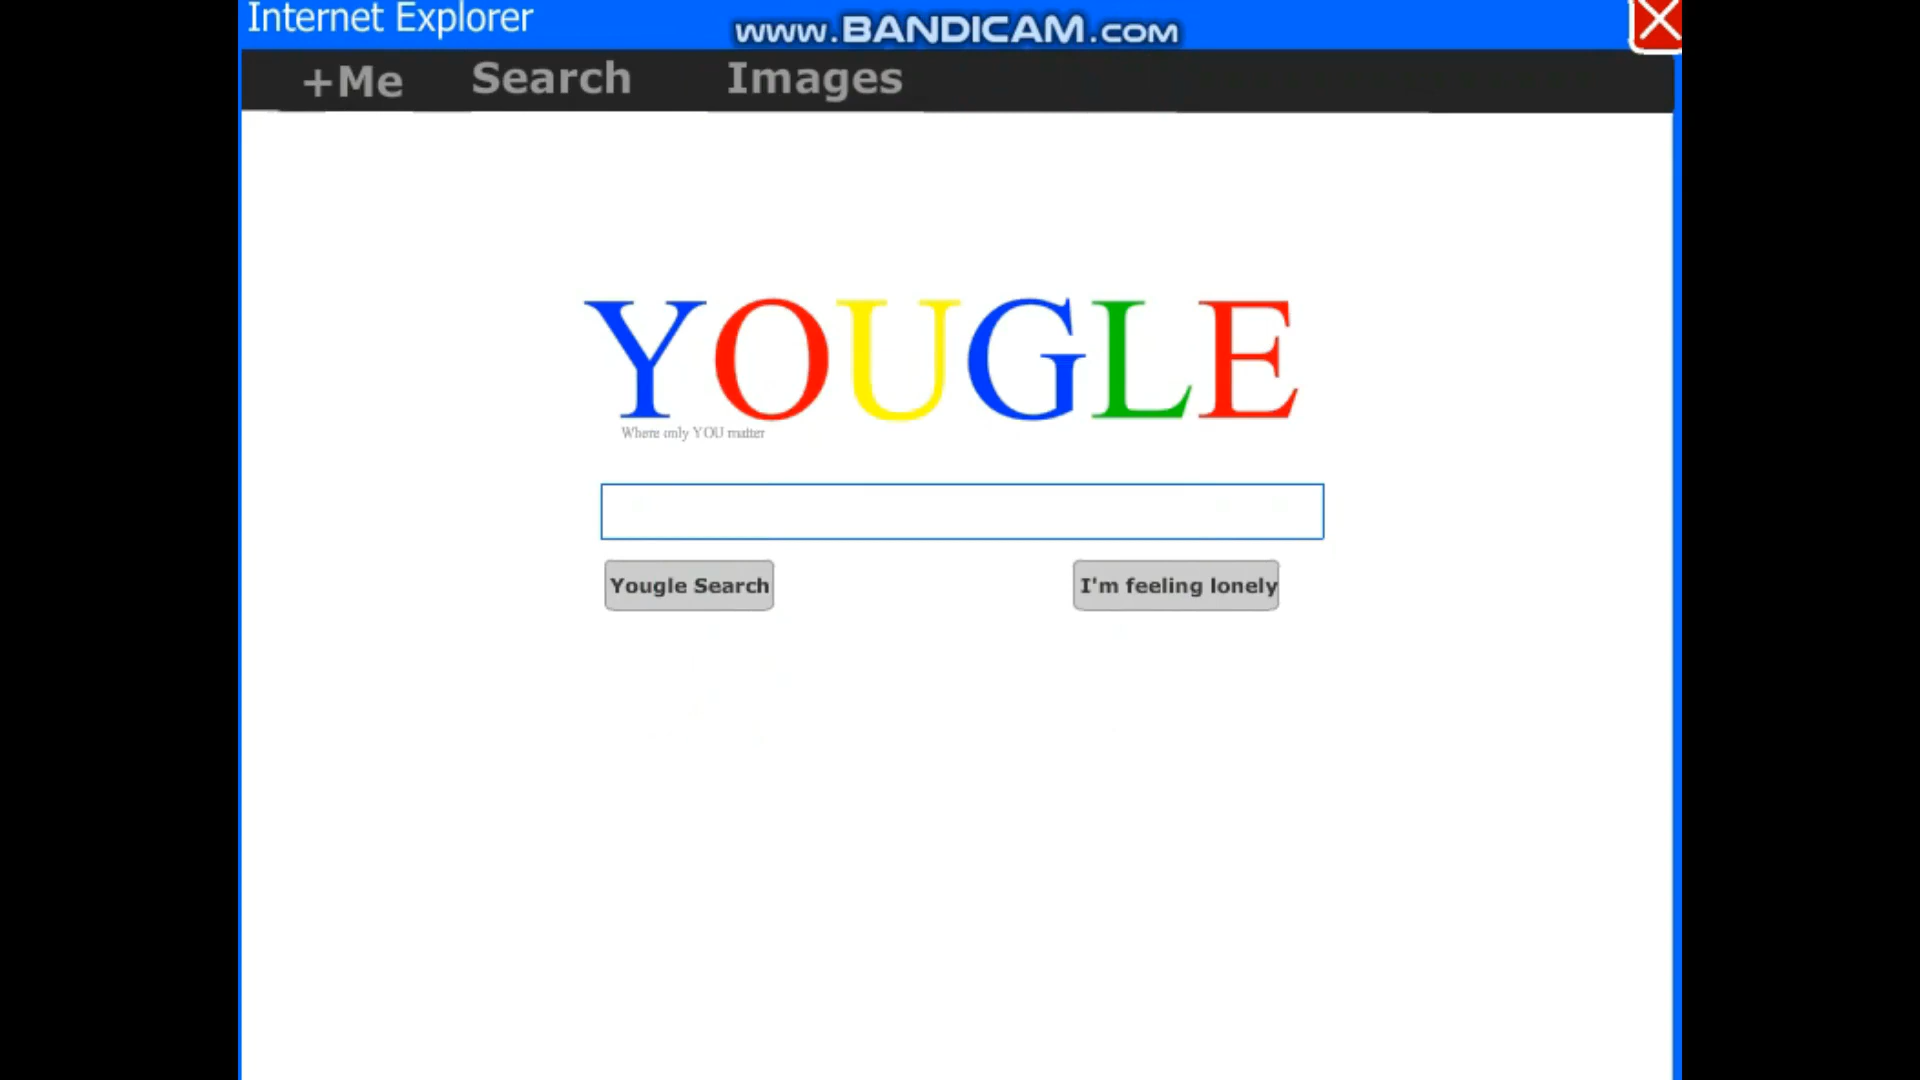 Internet Explorer
www.BANDICAM.com
+Me Search Images
YOUGLE
Where only YOU matter
Yougle Search
I'm feeling lonely